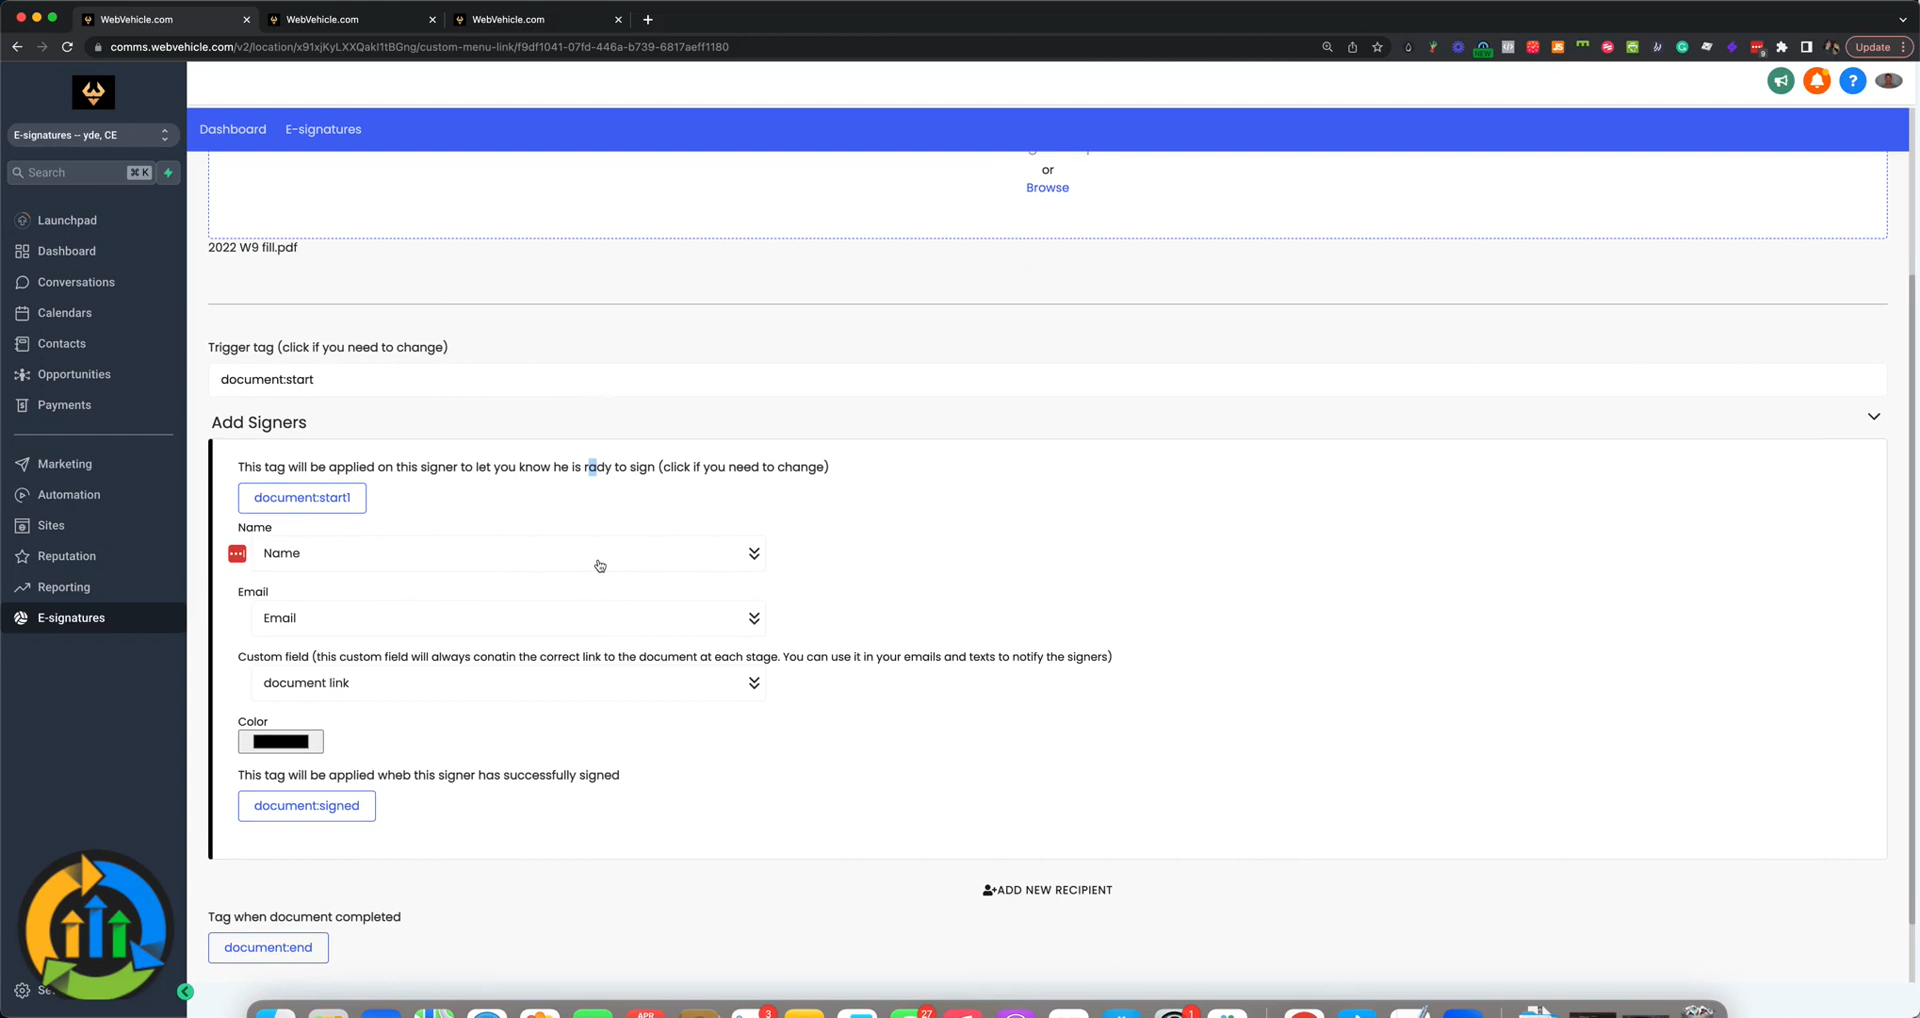 WebVehicle.com
WebVehicle.com
WebVehicle.com
comms.webvehicle.com/v2/location/x91xjKyLXXQakI1tBGng/custom-menu-link/f9df1041-07fd-446a-b739-6817aeff1180
NEW
JS
9
Update
E-signatures -- yde, CE
Search
⌘ K
Launchpad
Dashboard
Conversations
Calendars
Contacts
Opportunities
Payments
Marketing
Automation
Sites
Reputation
Reporting
E-signatures
Dashboard
E-signatures
or
Browse
2022 W9 fill.pdf
Trigger tag (click if you need to change)
document:start
Add Signers
This tag will be applied on this signer to let you know he is rady to sign (click if you need to change)
document:start1
Name
Name
Email
Email
Custom field (this custom field will always conatin the correct link to the document at each stage. You can use it in your emails and texts to notify the signers)
document link
Color
This tag will be applied wheb this signer has successfully signed
document:signed
ADD NEW RECIPIENT
Tag when document completed
document:end
APR
3
27
1